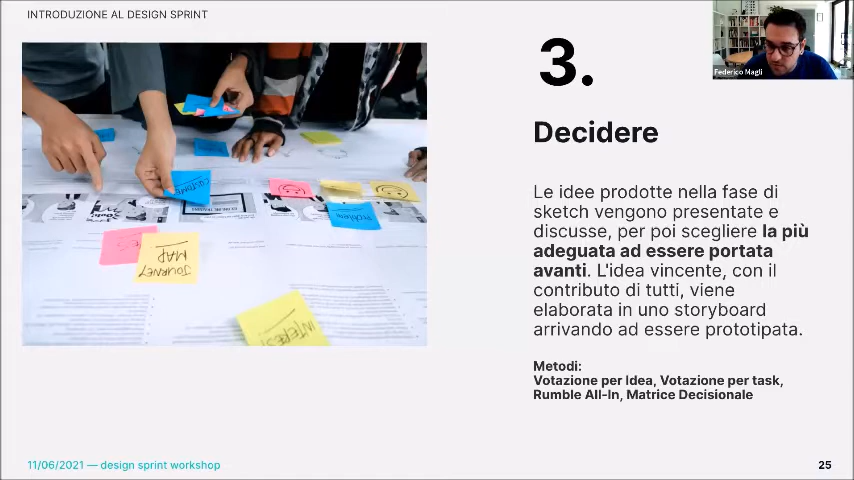 INTRODUZIONE AL DESIGN SPRINT
Federico Magli
3.
Decidere
Le idee prodotte nella fase di
sketch vengono presentate e
discusse, per poi scegliere la più
adeguata ad essere portata
avanti. L'idea vincente, con il
contributo di tutti, viene
elaborata in uno storyboard
arrivando ad essere prototipata.
Metodi:
Votazione per Idea, Votazione per task,
Rumble All-In, Matrice Decisionale
CUSTOMER
PROBLEM
JOURNEY
MAP
INTEREST
11/06/2021 — design sprint workshop
25